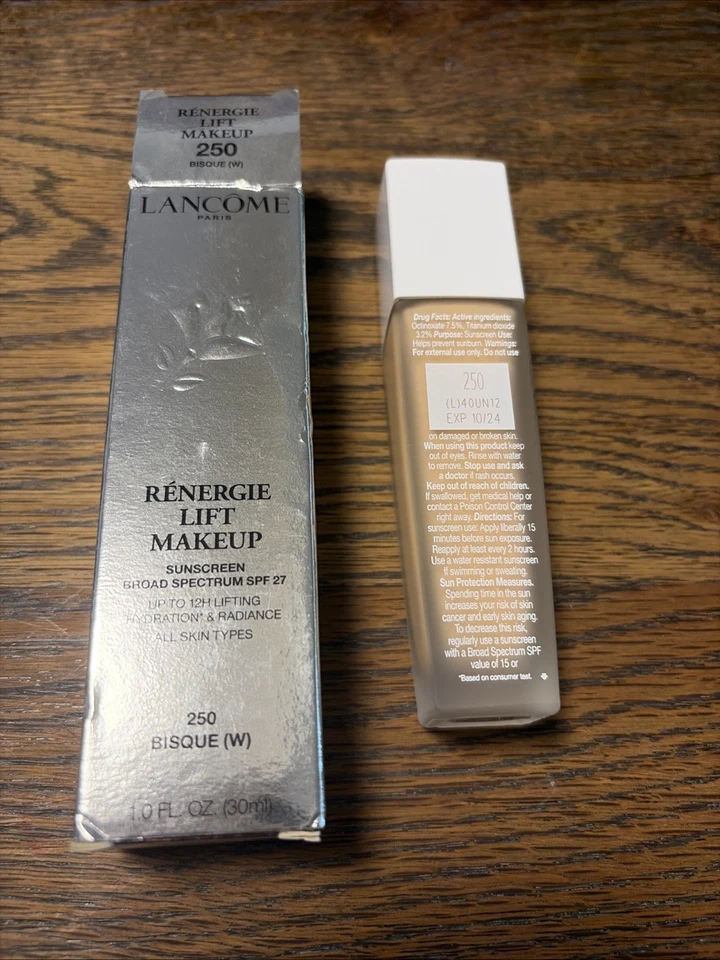 RÉNERGIE
LIFT
MAKEUP
250
BISQUE (W)
LANCÔME
PARIS
RÉNERGIE
LIFT
MAKEUP
SUNSCREEN
BROAD SPECTRUM SPF 27
UP TO 12H LIFTING
HYDRATION* & RADIANCE
ALL SKIN TYPES
250
BISQUE (W)
1.0 FL. OZ. (30ml)
Drug Facts: Active ingredients:
Octinoxate 7.5%, Titanium dioxide
3.2% Purpose: Sunscreen Use:
Helps prevent sunburn. Warnings:
For external use only. Do not use
250
(L)40UN12
EXP 10/24
on damaged or broken skin.
When using this product keep
out of eyes. Rinse with water
to remove. Stop use and ask
a doctor if rash occurs.
Keep out of reach of children.
If swallowed, get medical help or
contact a Poison Control Center
right away. Directions: For
sunscreen use: Apply liberally 15
minutes before sun exposure.
Reapply at least every 2 hours.
Use a water resistant sunscreen
if swimming or sweating.
Sun Protection Measures.
Spending time in the sun
increases your risk of skin
cancer and early skin aging.
To decrease this risk,
regularly use a sunscreen
with a Broad Spectrum SPF
value of 15 or
*Based on consumer test.